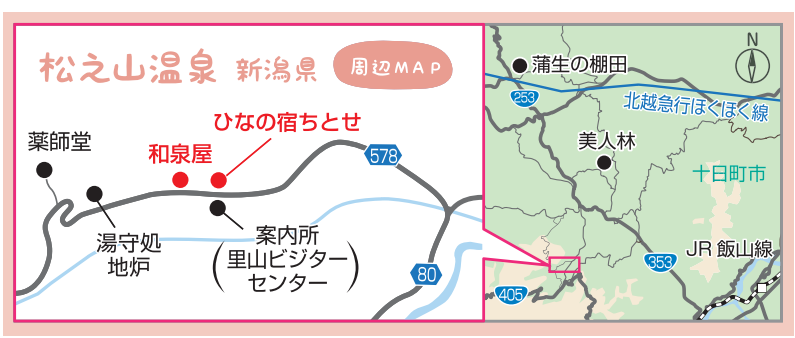 松之山温泉 新潟県 周辺MAP
薬師堂
和泉屋
ひなの宿ちとせ
578
湯守処
地炉
案内所
(里山ビジター
センター)
80
N
蒲生の棚田
253
北越急行ほくほく線
美人林
十日町市
JR飯山線
353
405